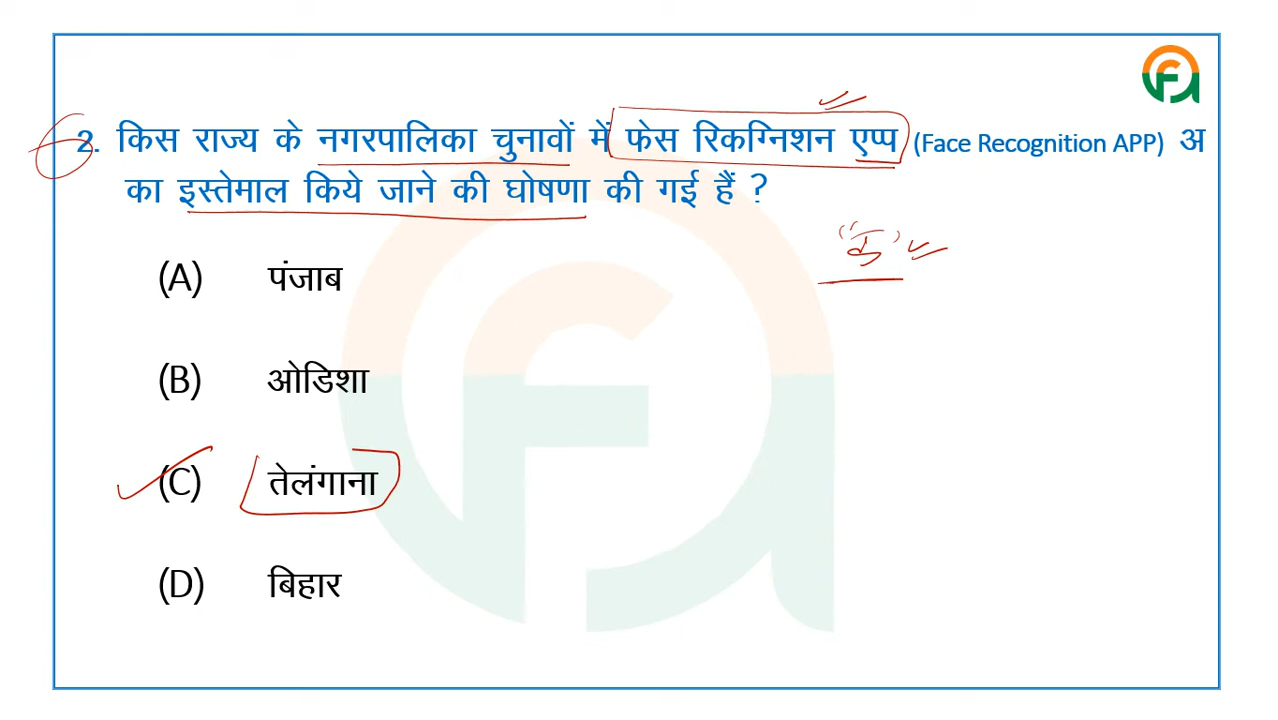 2. किस राज्य के नगरपालिका चुनावों में फेस रिकग्निशन एप्प (Face Recognition APP) अ
का इस्तेमाल किये जाने की घोषणा की गई हैं ?
(A) पंजाब
(B) ओडिशा
(C) तेलंगाना
(D) बिहार